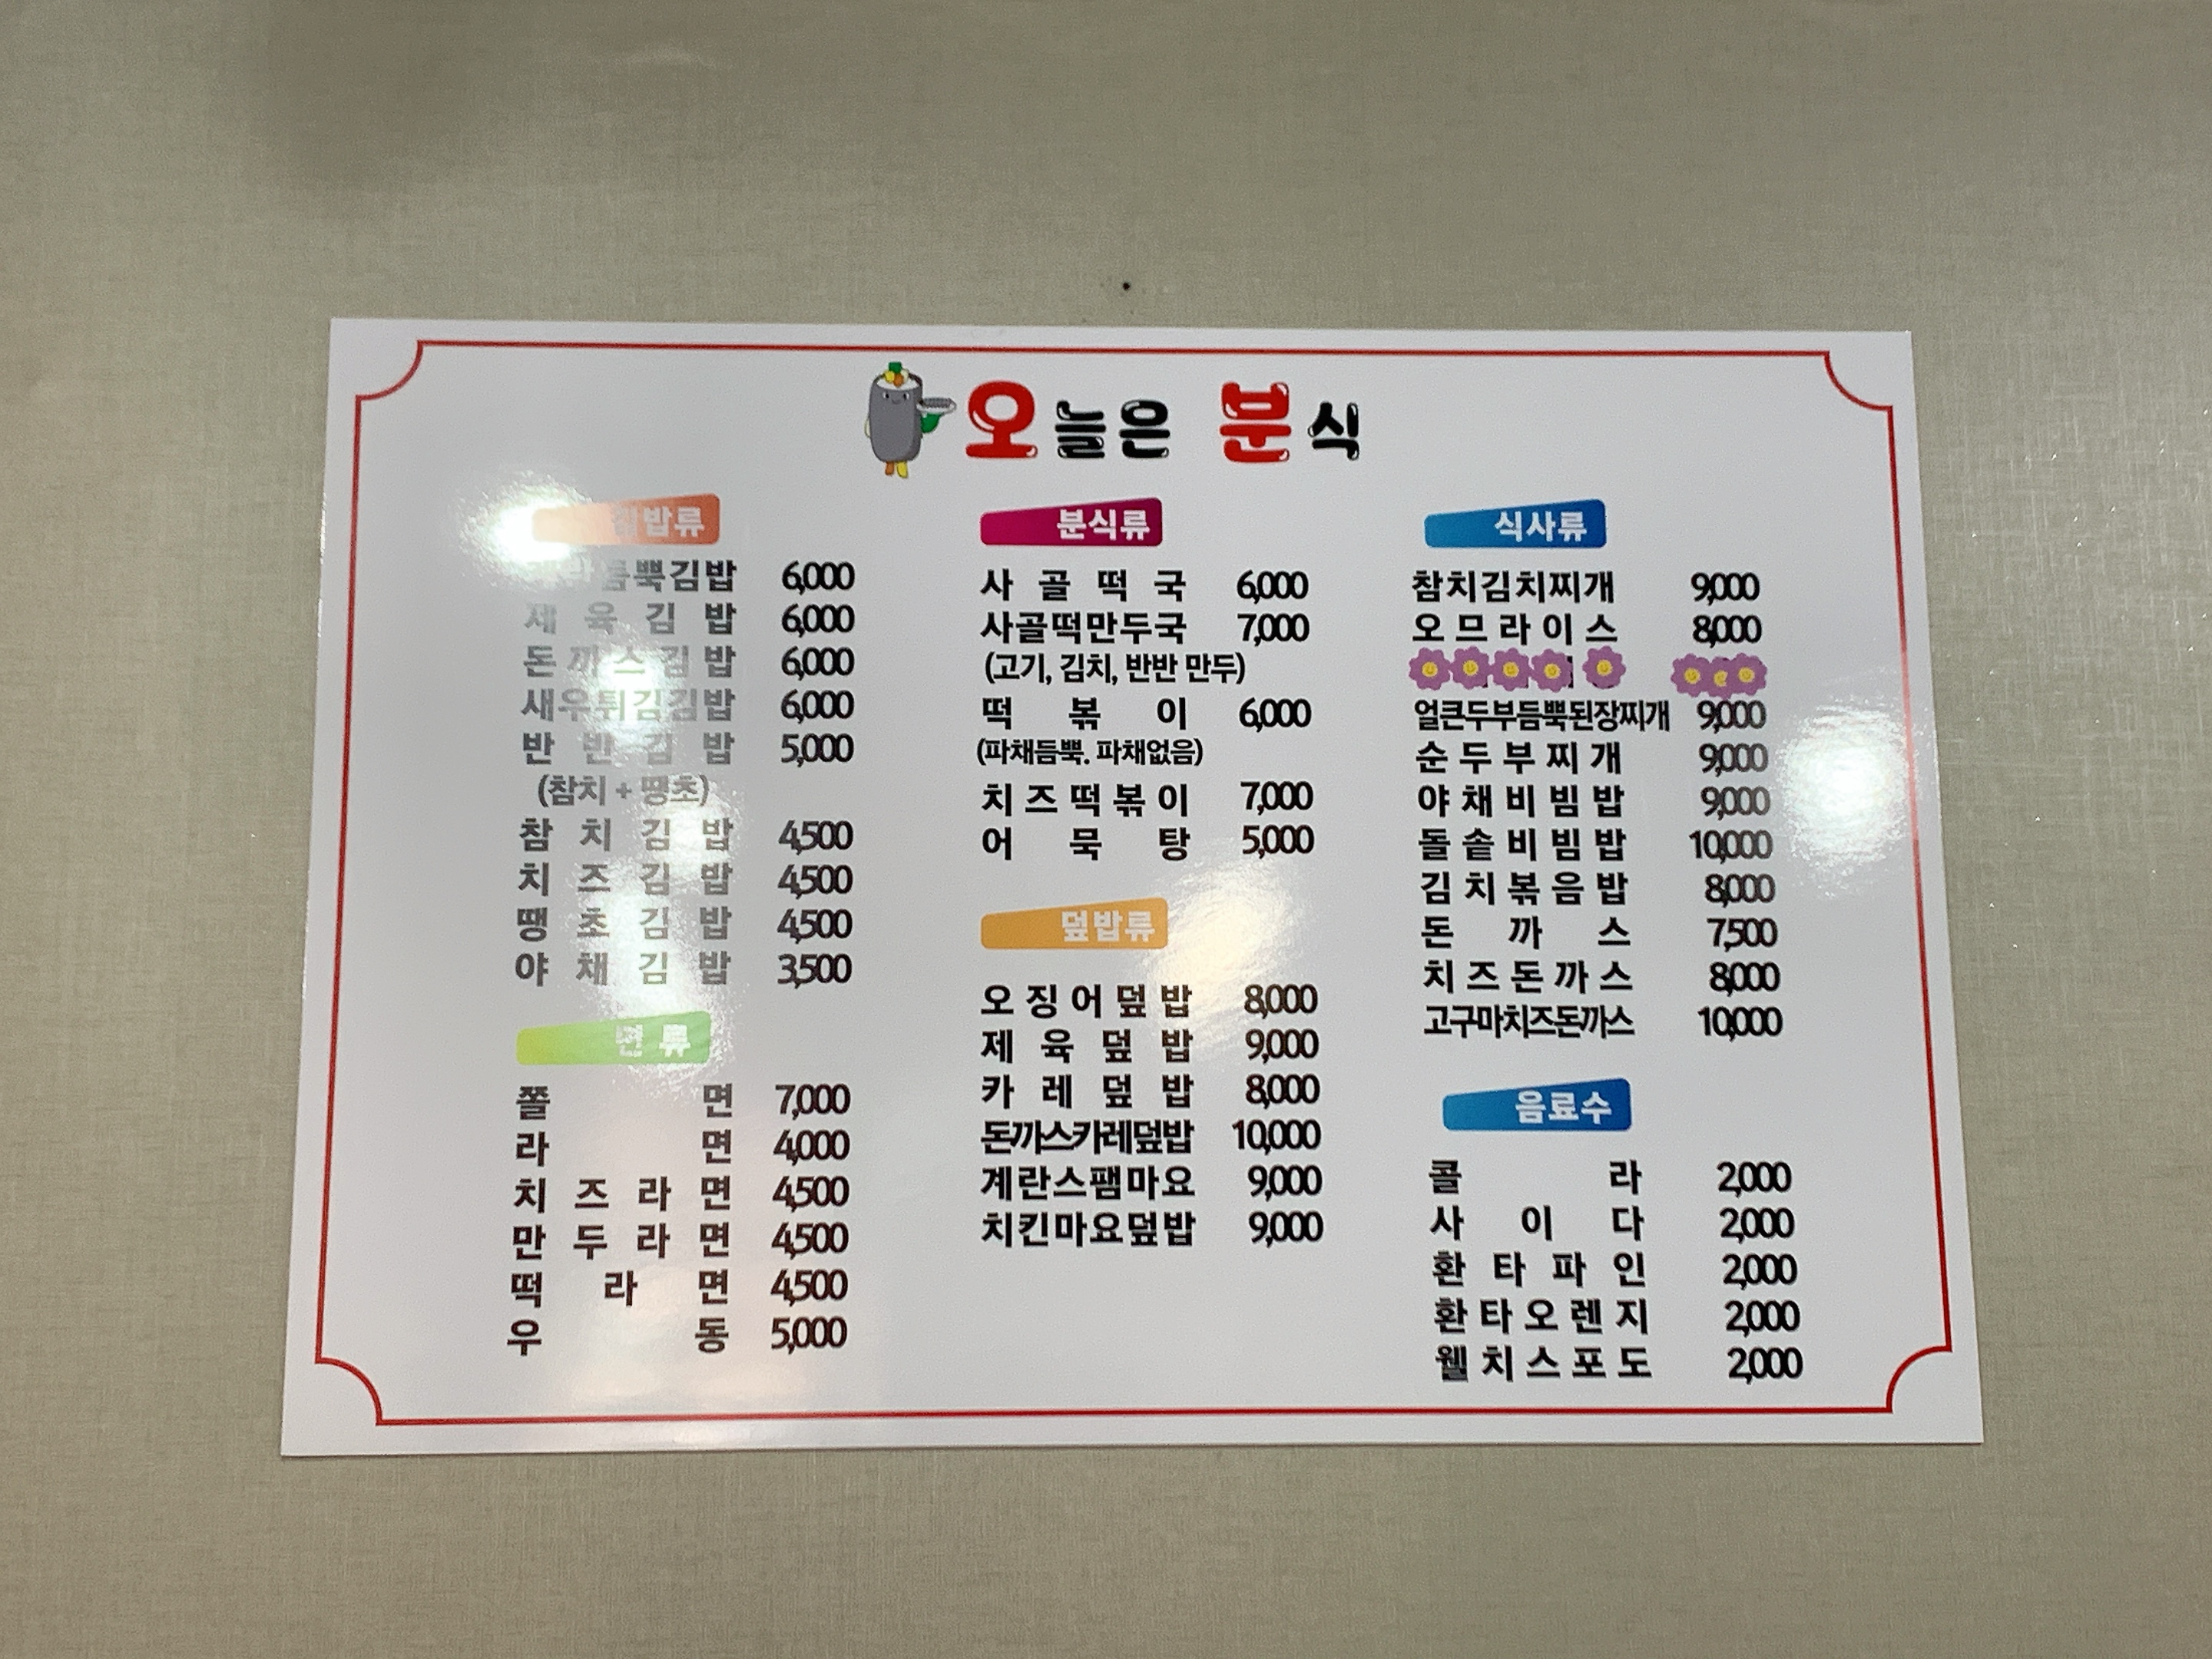 오늘은 분식
김밥류
듬뿍김밥 6,000
제육김밥 6,000
돈까스김밥 6,000
새우튀김김밥 6,000
반반김밥 5,000
(참치 + 땡초)
참치김밥 4,500
치즈김밥 4,500
땡초김밥 4,500
야채김밥 3,500
면류
쫄면 7,000
라면 4,000
치즈라면 4,500
만두라면 4,500
떡라면 4,500
우동 5,000
분식류
사골떡국 6,000
사골떡만두국 7,000
(고기, 김치, 반반 만두)
떡볶이 6,000
(파채듬뿍. 파채없음)
치즈떡볶이 7,000
어묵탕 5,000
덮밥류
오징어덮밥 8,000
제육덮밥 9,000
카레덮밥 8,000
돈까스카레덮밥 10,000
계란스팸마요 9,000
치킨마요덮밥 9,000
식사류
참치김치찌개 9,000
오므라이스 8,000
얼큰두부듬뿍된장찌개 9,000
순두부찌개 9,000
야채비빔밥 9,000
돌솥비빔밥 10,000
김치볶음밥 8,000
돈까스 7,500
치즈돈까스 8,000
고구마치즈돈까스 10,000
음료수
콜라 2,000
사이다 2,000
환타파인 2,000
환타오렌지 2,000
웰치스포도 2,000